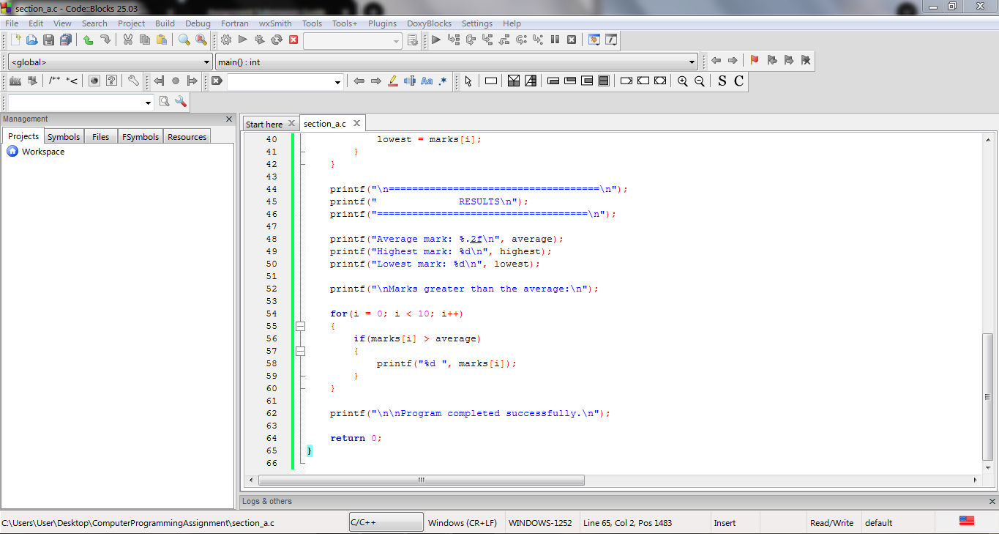 section_a.c - Code::Blocks 25.03
File Edit View Search Project Build Debug Fortran wxSmith Tools Tools+ Plugins DoxyBlocks Settings Help
<global> main() : int
/** *< Aa .* S C
Management
Projects Symbols Files FSymbols Resources
Workspace
Start here section_a.c
40 lowest = marks[i];
41 }
42 }
43
44 printf("\n====================================\n");
45 printf("              RESULTS\n");
46 printf("====================================\n");
47
48 printf("Average mark: %.2f\n", average);
49 printf("Highest mark: %d\n", highest);
50 printf("Lowest mark: %d\n", lowest);
51
52 printf("\nMarks greater than the average:\n");
53
54 for(i = 0; i < 10; i++)
55 {
56 if(marks[i] > average)
57 {
58 printf("%d ", marks[i]);
59 }
60 }
61
62 printf("\n\nProgram completed successfully.\n");
63
64 return 0;
65 }
66
Logs & others
C:\Users\User\Desktop\ComputerProgrammingAssignment\section_a.c C/C++ Windows (CR+LF) WINDOWS-1252 Line 65, Col 2, Pos 1483 Insert Read/Write default